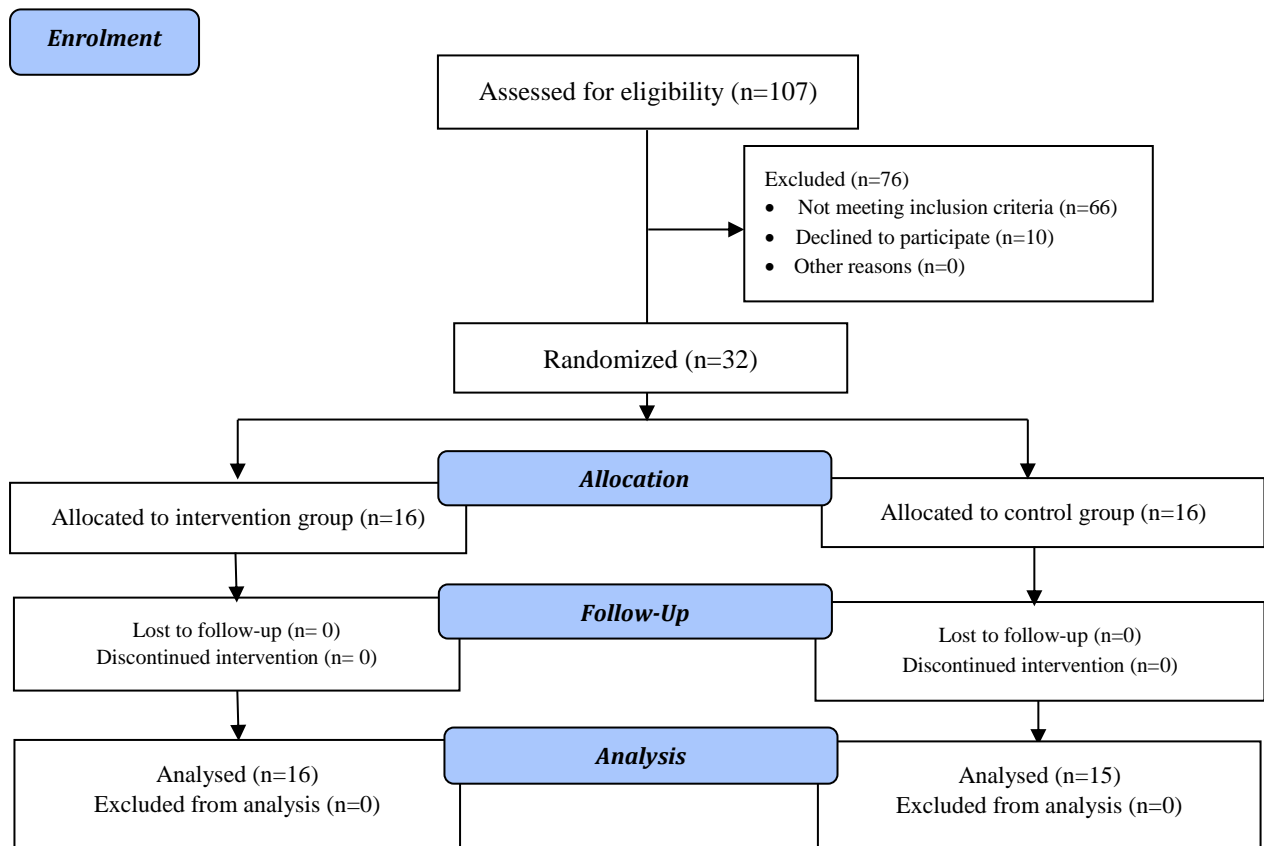 Enrolment
Assessed for eligibility (n=107)
Excluded (n=76)
• Not meeting inclusion criteria (n=66)
• Declined to participate (n=10)
• Other reasons (n=0)
Randomized (n=32)
Allocation
Allocated to intervention group (n=16)
Allocated to control group (n=16)
Follow-Up
Lost to follow-up (n= 0)
Discontinued intervention (n= 0)
Lost to follow-up (n=0)
Discontinued intervention (n=0)
Analysis
Analysed (n=16)
Excluded from analysis (n=0)
Analysed (n=15)
Excluded from analysis (n=0)